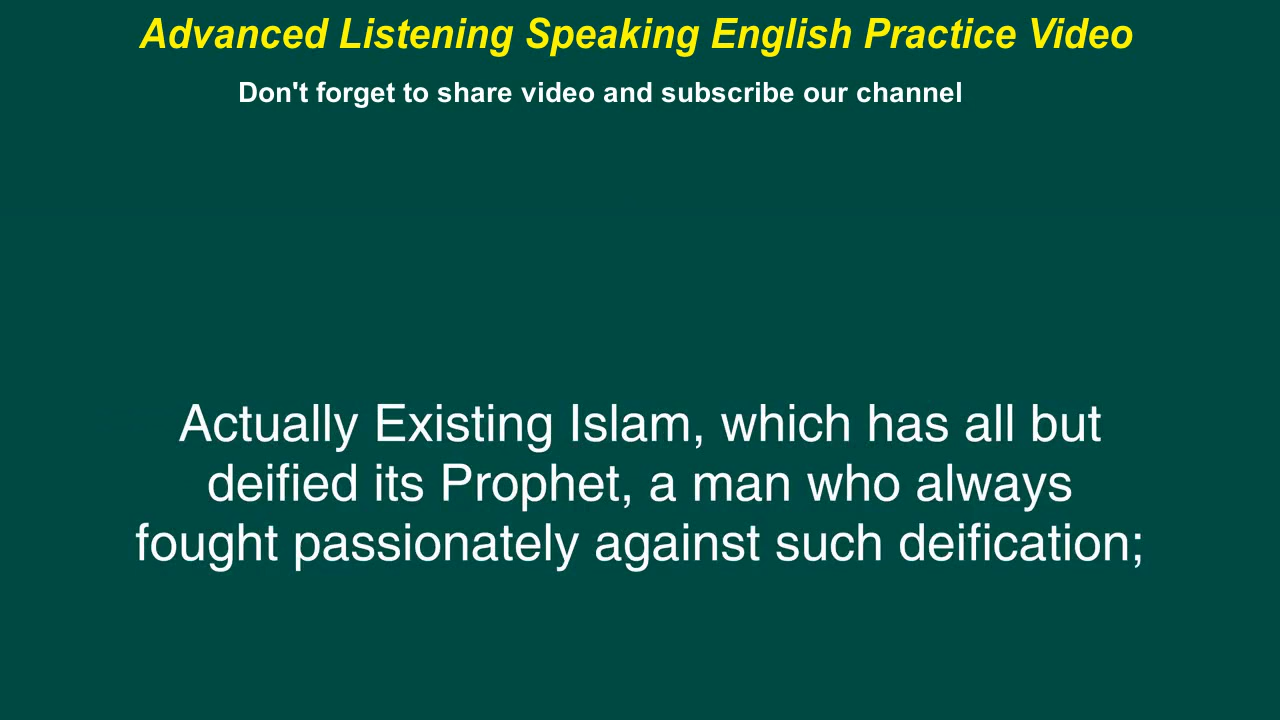 Advanced Listening Speaking English Practice Video
Don't forget to share video and subscribe our channel
Actually Existing Islam, which has all but
deified its Prophet, a man who always
fought passionately against such deification;